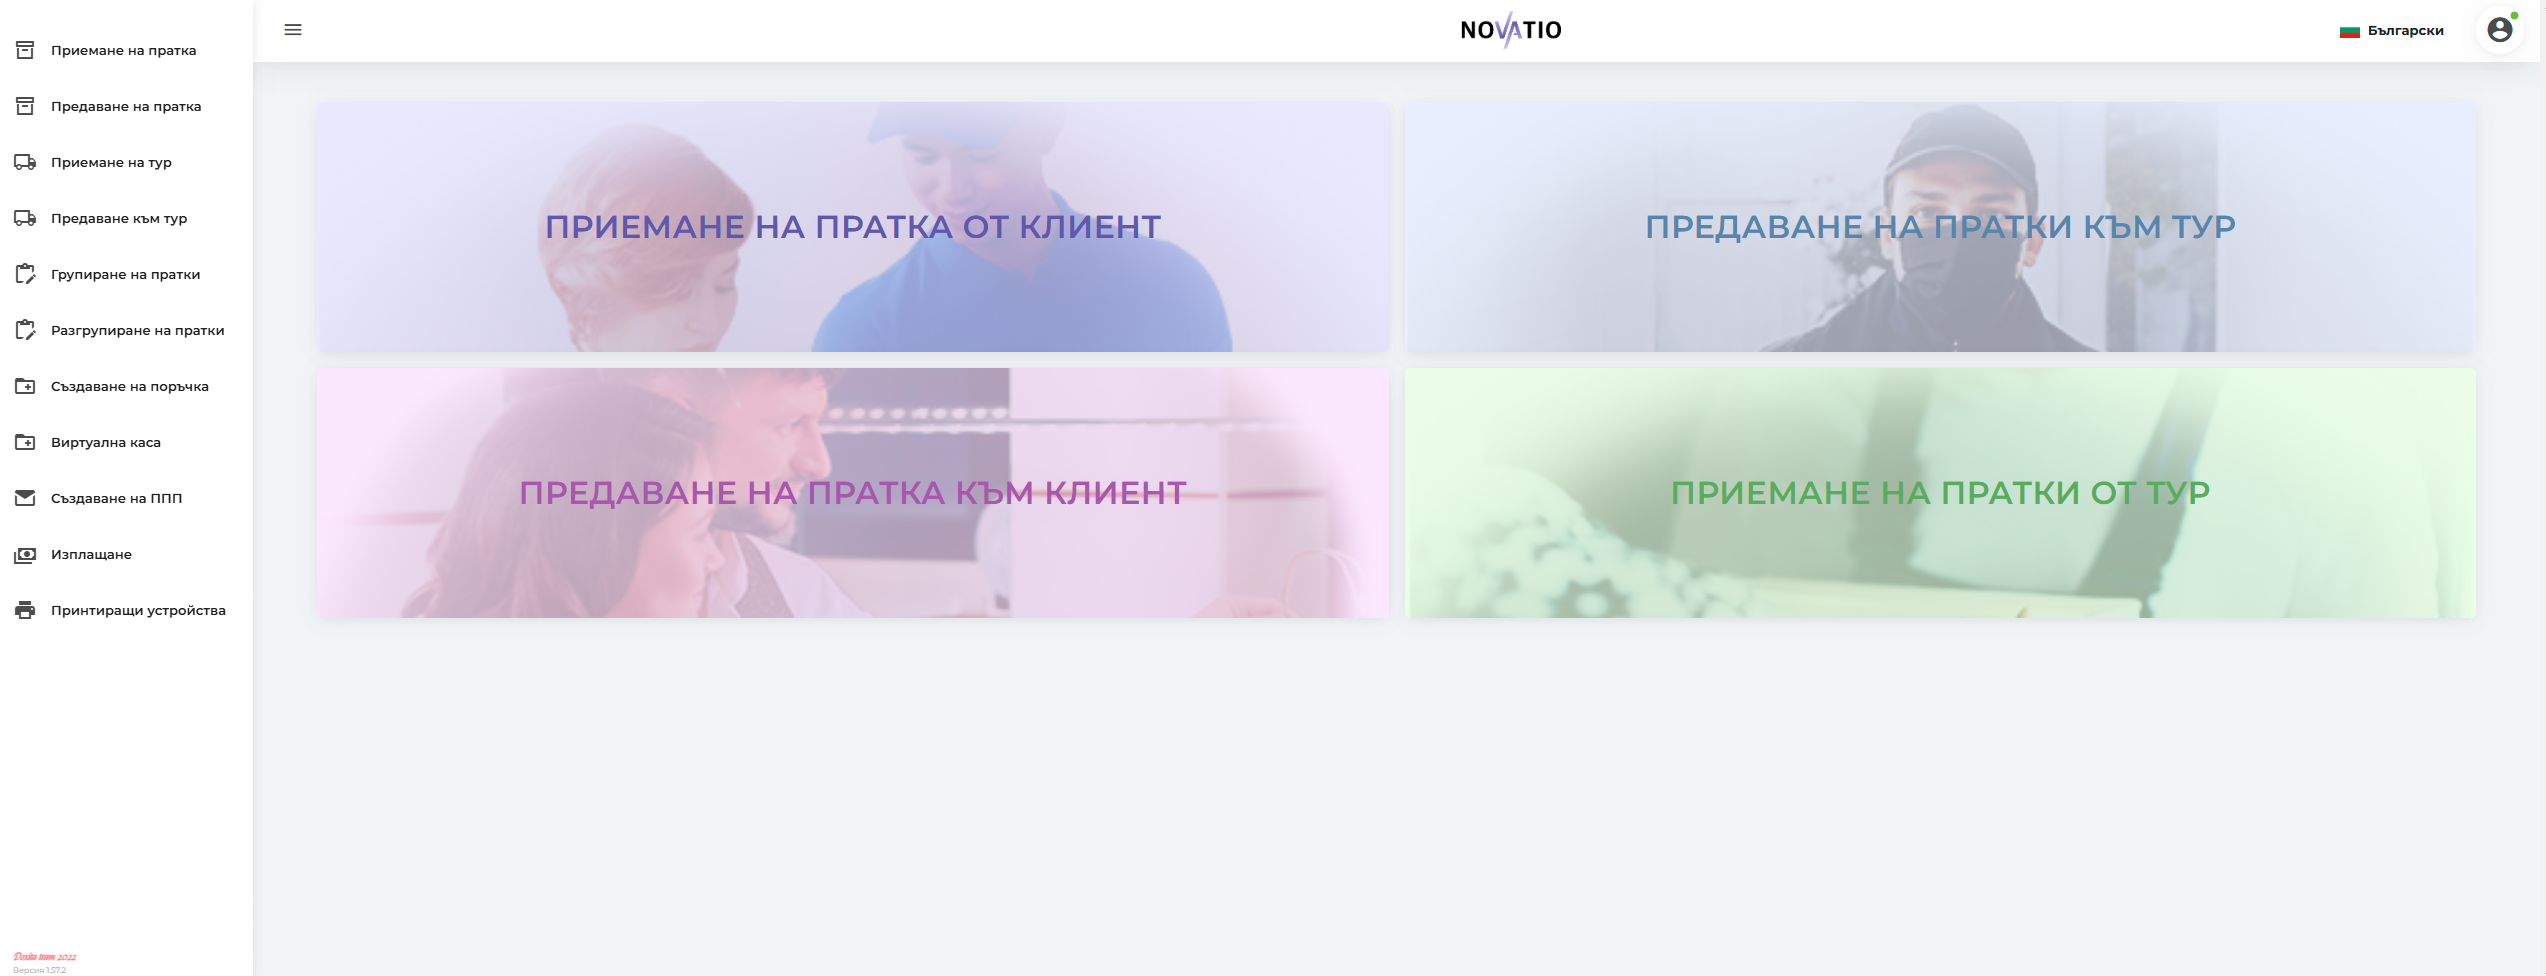 Приемане на пратка
Предаване на пратка
Приемане на тур
Предаване към тур
Групиране на пратки
Разгрупиране на пратки
Създаване на поръчка
Виртуална каса
Създаване на ППП
Изплащане
Принтиращи устройства
team 2022
Версия 1.57.2
NOVATIO
Български
ПРИЕМАНЕ НА ПРАТКА ОТ КЛИЕНТ
ПРЕДАВАНЕ НА ПРАТКИ КЪМ ТУР
ПРЕДАВАНЕ НА ПРАТКА КЪМ КЛИЕНТ
ПРИЕМАНЕ НА ПРАТКИ ОТ ТУР